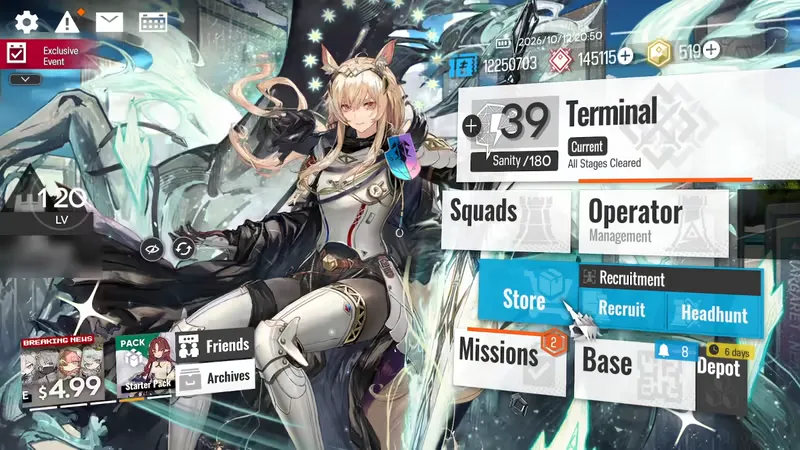 Exclusive
Event
2026/10/12 20:50
12250703
145115
519
39
Sanity /180
Terminal
Current
All Stages Cleared
120
LV
Squads
Operator
Management
Store
Recruitment
Recruit
Headhunt
Missions
2
Base
8
6 days
Depot
BREAKING NEWS
$4.99
PACK
Starter Pack
Friends
Archives